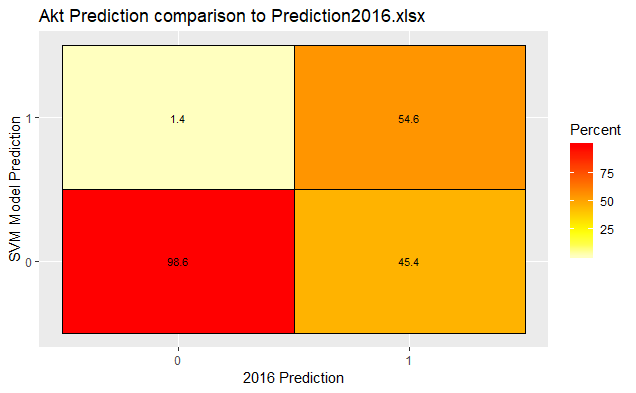 Akt Prediction comparison to Prediction2016.xlsx
1.4
54.6
98.6
45.4
SVM Model Prediction
1
0
0
1
2016 Prediction
Percent
75
50
25